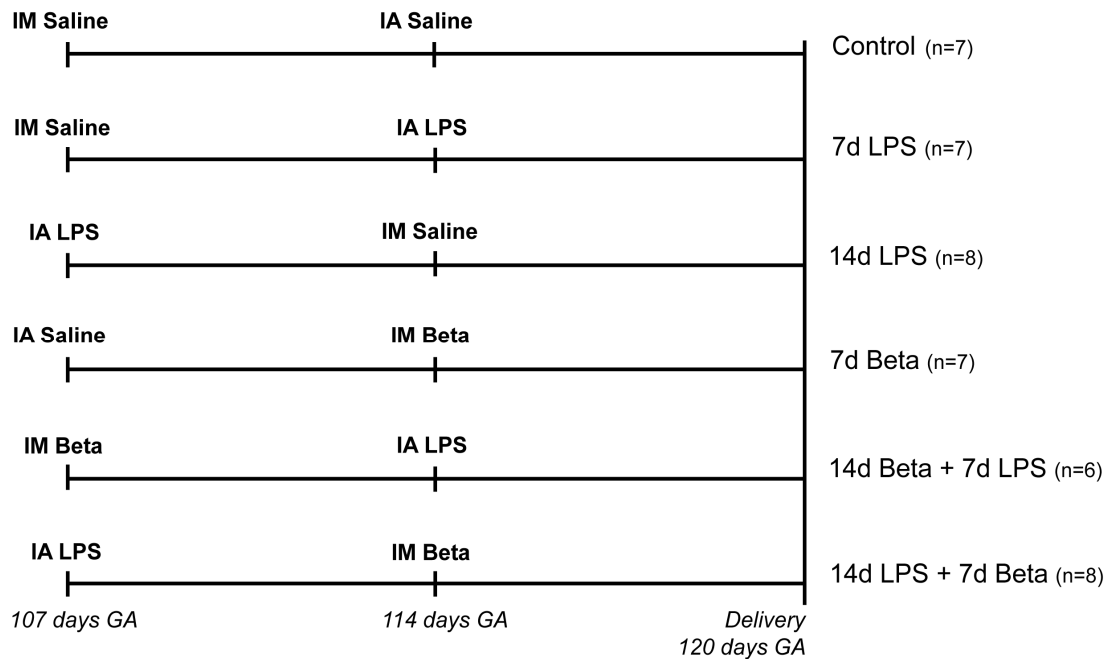 IM Saline IA Saline
Control (n=7)
IM Saline IA LPS
7d LPS (n=7)
IA LPS IM Saline
14d LPS (n=8)
IA Saline IM Beta
7d Beta (n=7)
IM Beta IA LPS
14d Beta + 7d LPS (n=6)
IA LPS IM Beta
14d LPS + 7d Beta (n=8)
107 days GA 114 days GA Delivery
120 days GA